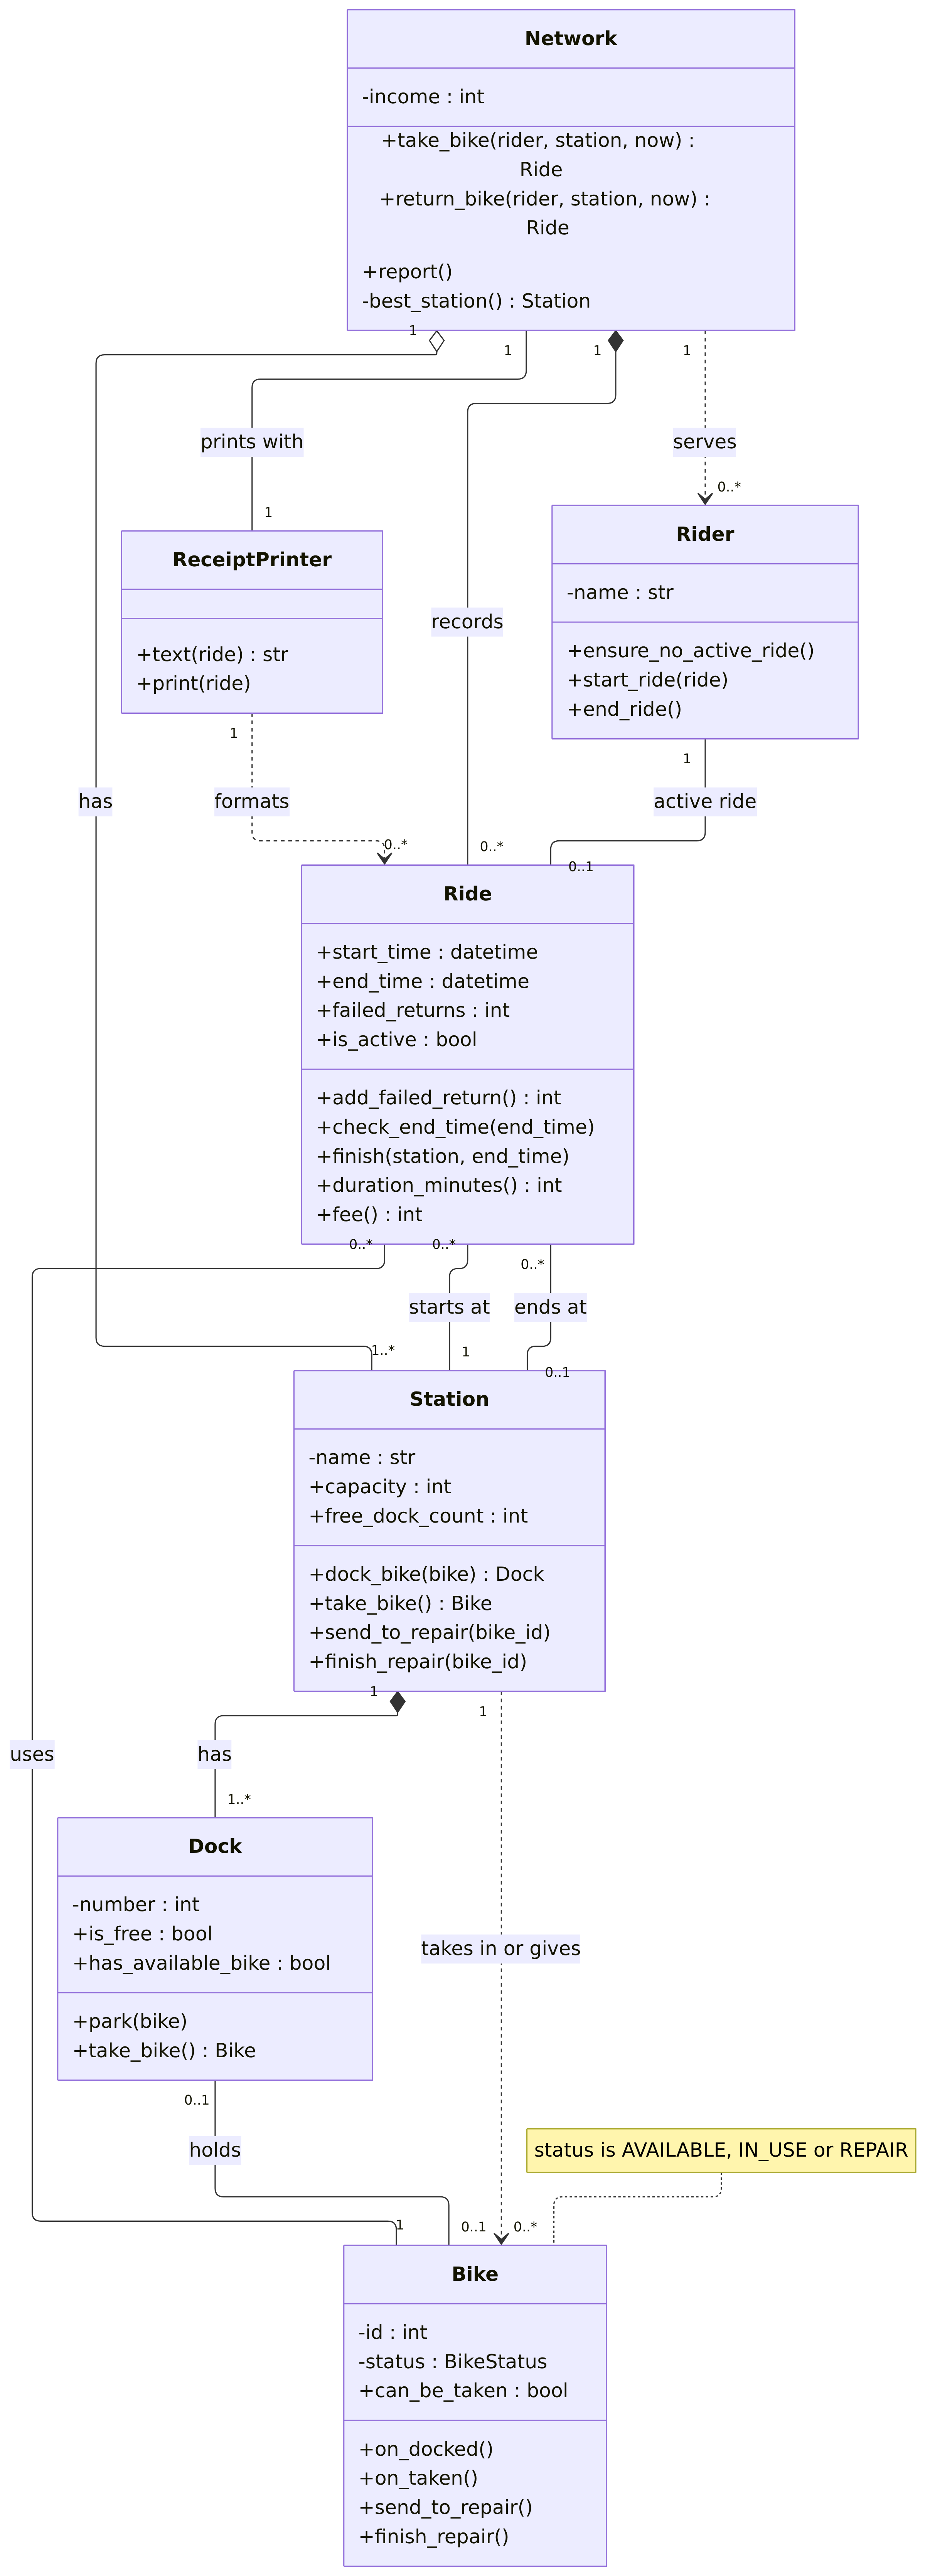 Network
-income : int
+take_bike(rider, station, now) :
Ride
+return_bike(rider, station, now) :
Ride
+report()
-best_station() : Station
1
1
1
1
prints with
serves
1
0..*
ReceiptPrinter
+text(ride) : str
+print(ride)
Rider
-name : str
+ensure_no_active_ride()
+start_ride(ride)
+end_ride()
records
1
1
has
formats
active ride
0..*
0..*
0..1
Ride
+start_time : datetime
+end_time : datetime
+failed_returns : int
+is_active : bool
+add_failed_return() : int
+check_end_time(end_time)
+finish(station, end_time)
+duration_minutes() : int
+fee() : int
0..*
0..*
0..*
starts at
ends at
1..*
1
0..1
Station
-name : str
+capacity : int
+free_dock_count : int
+dock_bike(bike) : Dock
+take_bike() : Bike
+send_to_repair(bike_id)
+finish_repair(bike_id)
1
1
uses
has
1..*
Dock
-number : int
+is_free : bool
+has_available_bike : bool
+park(bike)
+take_bike() : Bike
takes in or gives
0..1
holds
status is AVAILABLE, IN_USE or REPAIR
1
0..1
0..*
Bike
-id : int
-status : BikeStatus
+can_be_taken : bool
+on_docked()
+on_taken()
+send_to_repair()
+finish_repair()